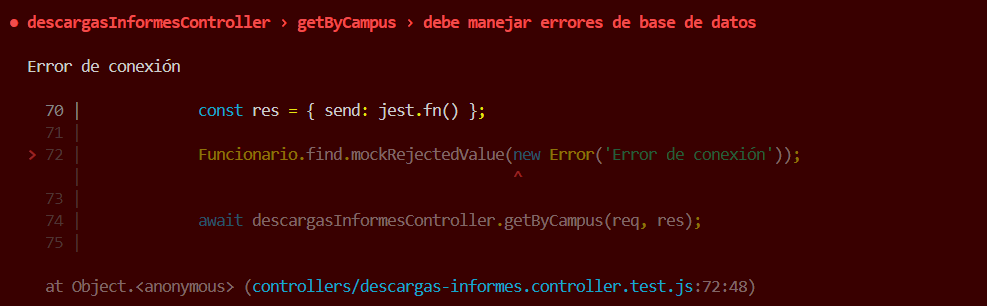 ● descargasInformesController › getByCampus › debe manejar errores de base de datos
Error de conexión
70 |             const res = { send: jest.fn() };
71 |
> 72 |             Funcionario.find.mockRejectedValue(new Error('Error de conexión'));
|                                                ^
73 |
74 |             await descargasInformesController.getByCampus(req, res);
75 |
at Object.<anonymous> (controllers/descargas-informes.controller.test.js:72:48)